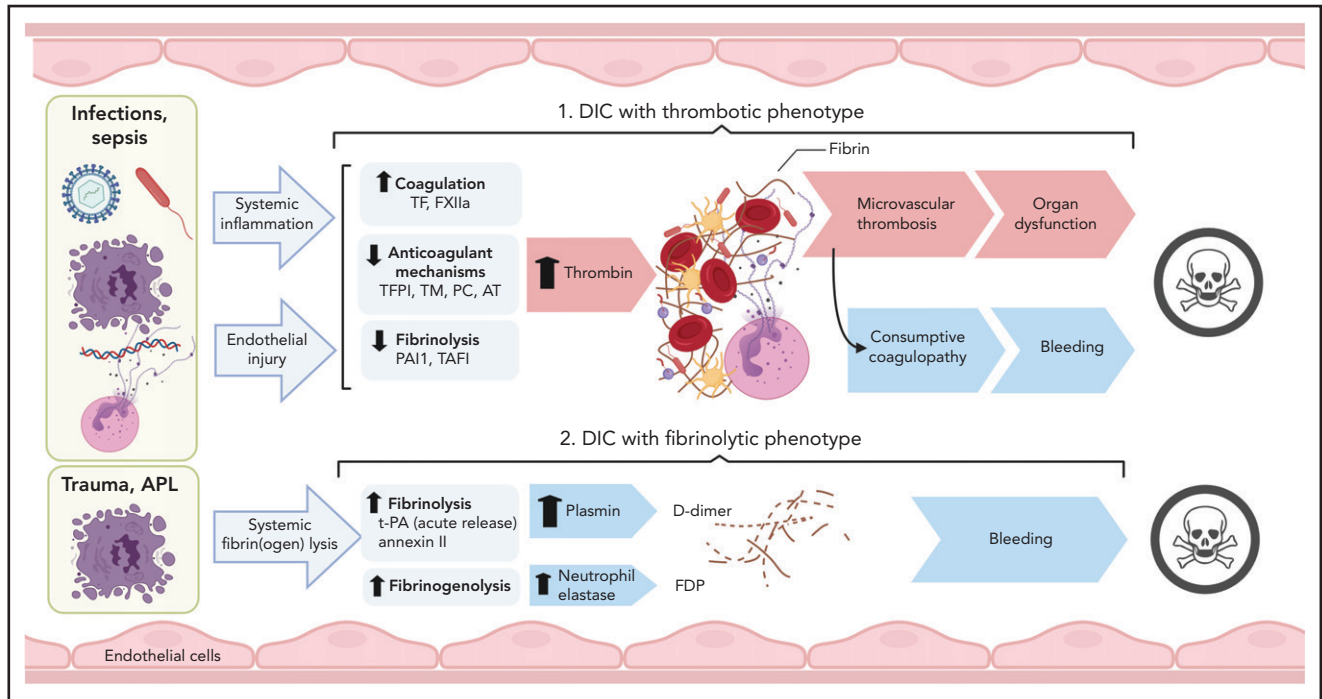 Infections,
sepsis
Systemic
inflammation
Endothelial
injury
1. DIC with thrombotic phenotype
Coagulation
TF, FXIIa
Anticoagulant
mechanisms
TFPI, TM, PC, AT
Fibrinolysis
PAI1, TAFI
Thrombin
Fibrin
Microvascular
thrombosis
Organ
dysfunction
Consumptive
coagulopathy
Bleeding
2. DIC with fibrinolytic phenotype
Trauma, APL
Systemic
fibrin(ogen) lysis
Fibrinolysis
t-PA (acute release)
annexin II
Fibrinogenolysis
Plasmin
Neutrophil
elastase
D-dimer
FDP
Bleeding
Endothelial cells